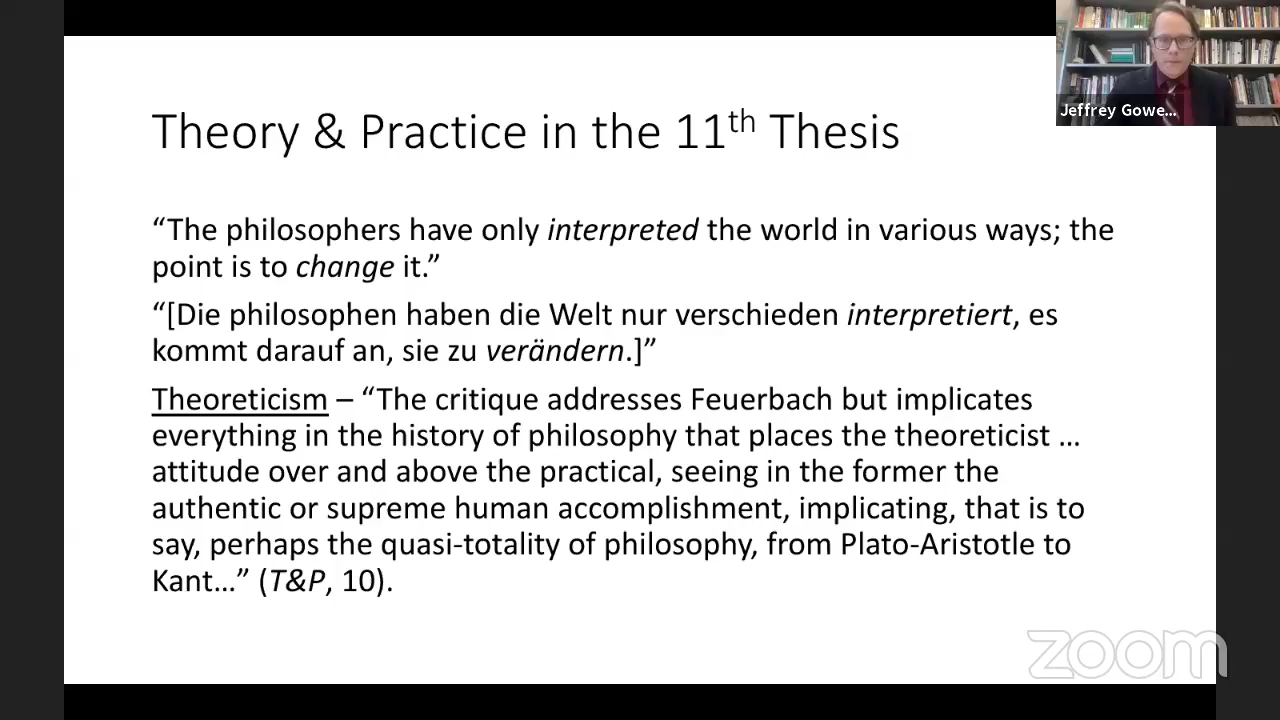 Jeffrey Gowe...
Theory & Practice in the 11th Thesis
“The philosophers have only interpreted the world in various ways; the
point is to change it.”
“[Die philosophen haben die Welt nur verschieden interpretiert, es
kommt darauf an, sie zu verändern.]”
Theoreticism – “The critique addresses Feuerbach but implicates
everything in the history of philosophy that places the theoreticist …
attitude over and above the practical, seeing in the former the
authentic or supreme human accomplishment, implicating, that is to
say, perhaps the quasi-totality of philosophy, from Plato-Aristotle to
Kant…” (T&P, 10).
zoom